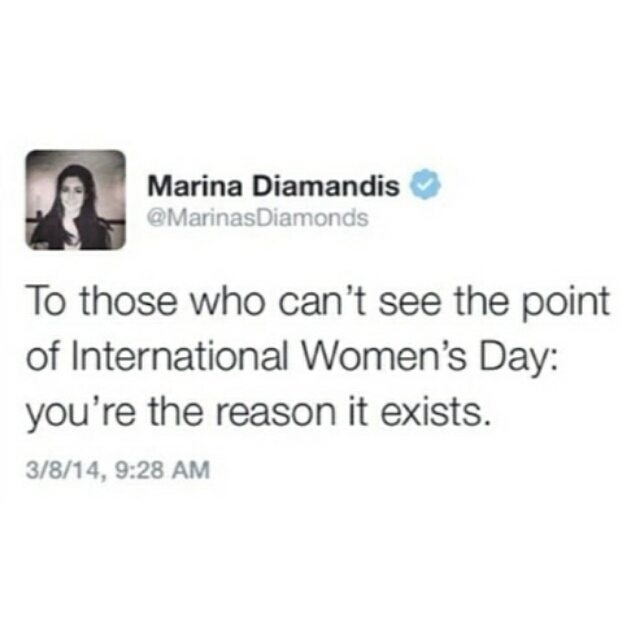 Marina Diamandis
@MarinasDiamonds
To those who can't see the point
of International Women's Day:
you're the reason it exists.
3/8/14, 9:28 AM